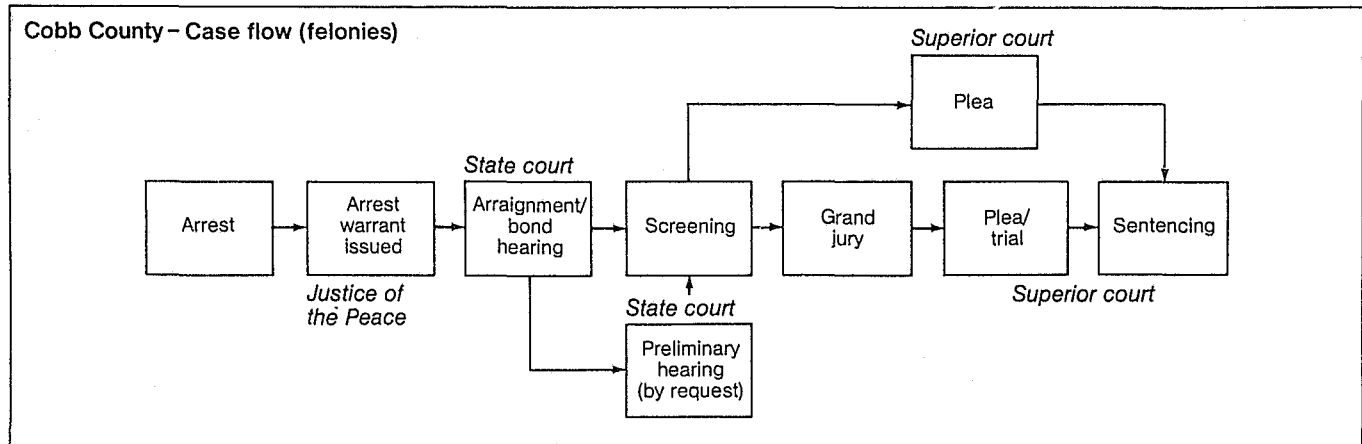 Cobb County – Case flow (felonies)
Superior court
Plea
State court
Arrest
Arrest
warrant
issued
Justice of
the Peace
Arraignment/
bond
hearing
Screening
Grand
jury
Plea/
trial
Superior court
Sentencing
State court
Preliminary
hearing
(by request)